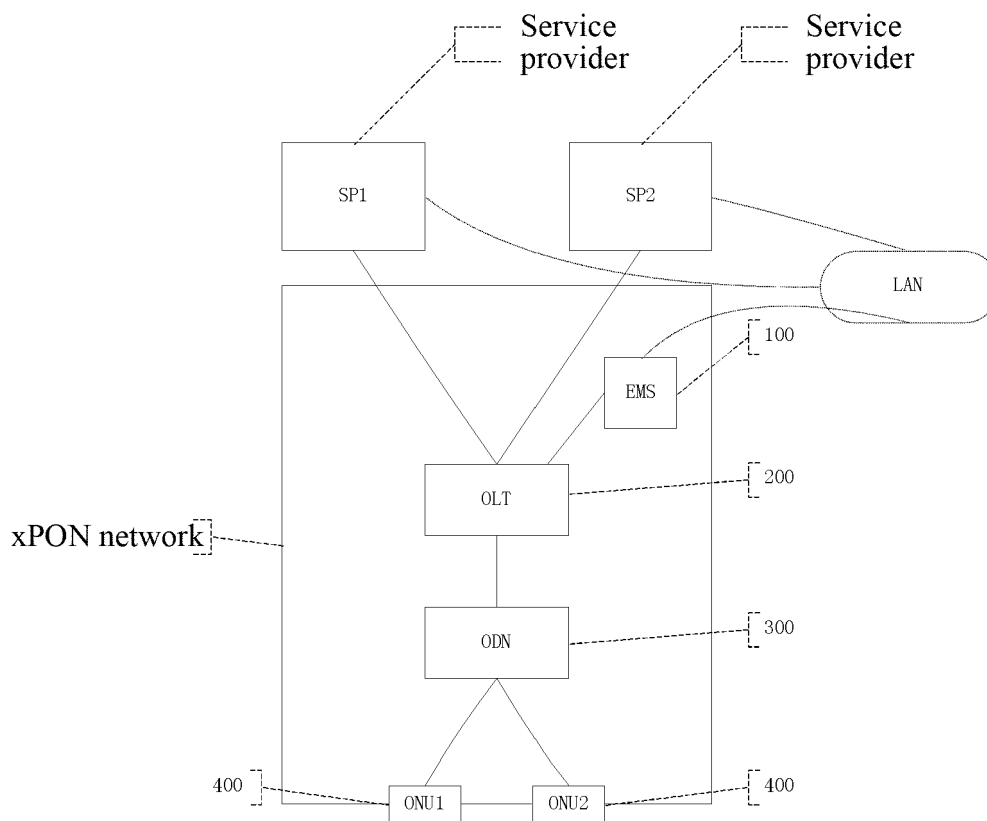 Service
provider
Service
provider
SP1
SP2
LAN
100
EMS
200
OLT
xPON network
300
ODN
400
ONU1
ONU2
400